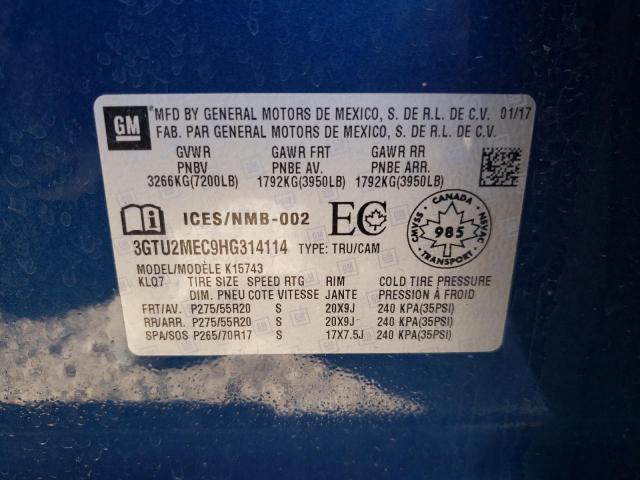 GM
*MFD BY GENERAL MOTORS DE MEXICO, S. DE R.L. DE C.V. 01/17
FAB. PAR GENERAL MOTORS DE MEXICO, S. DE R.L. DE C.V.
GVWR GAWR FRT GAWR RR
PNBV PNBE AV. PNBE ARR.
3266KG(7200LB) 1792KG(3950LB) 1792KG(3950LB)
ICES/NMB-002 EC
CANADA
CMVSS 985 NSVAC
TRANSPORT
3GTU2MEC9HG314114 TYPE: TRU/CAM
MODEL/MODÈLE K15743
KLQ7 TIRE SIZE SPEED RTG RIM COLD TIRE PRESSURE
DIM. PNEU COTE VITESSE JANTE PRESSION À FROID
FRT/AV. P275/55R20 S 20X9J 240 KPA(35PSI)
RR/ARR. P275/55R20 S 20X9J 240 KPA(35PSI)
SPA/SOS P265/70R17 S 17X7.5J 240 KPA(35PSI)